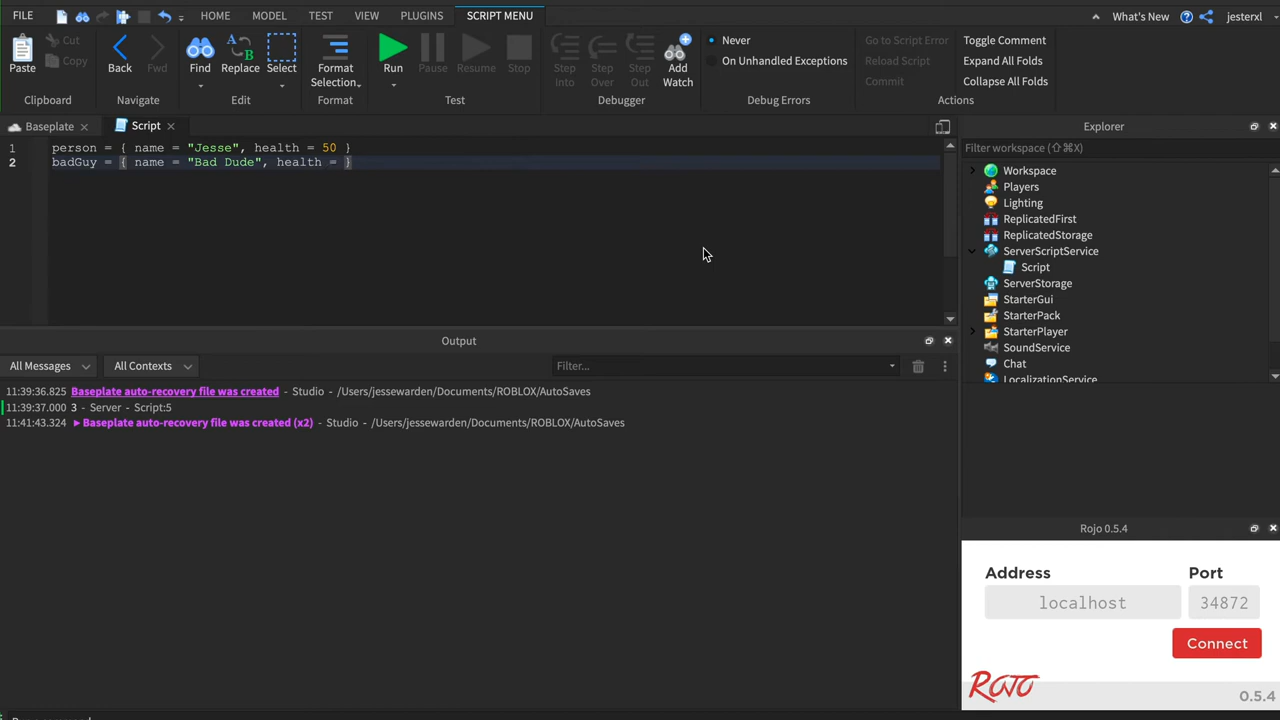 FILE HOME MODEL TEST VIEW PLUGINS SCRIPT MENU What's New jesterxl
Paste Cut Copy Back Fwd Find Replace Select Format Selection Run Pause Resume Stop Step into Step Over Step Out Add Watch Never On Unhandled Exceptions Go to Script Error Reload Script Commit Toggle Comment Expand All Folds Collapse All Folds
Clipboard Navigate Edit Format Test Debugger Debug Errors Actions
Baseplate Script
1 person = { name = "Jesse", health = 50 }
2 badGuy = { name = "Bad Dude", health = }
Output
All Messages All Contexts Filter...
11:39:36.825 Baseplate auto-recovery file was created - Studio - /Users/jessewarden/Documents/ROBLOX/AutoSaves
11:39:37.000 3 - Server - Script:5
11:41:43.324 Baseplate auto-recovery file was created (x2) - Studio - /Users/jessewarden/Documents/ROBLOX/AutoSaves
Explorer
Filter workspace (⇧⌘X)
Workspace
Players
Lighting
ReplicatedFirst
ReplicatedStorage
ServerScriptService
Script
ServerStorage
StarterGui
StarterPack
StarterPlayer
SoundService
Chat
LocalizationService
Rojo 0.5.4
Address Port
localhost 34872
Connect
ROJO 0.5.4